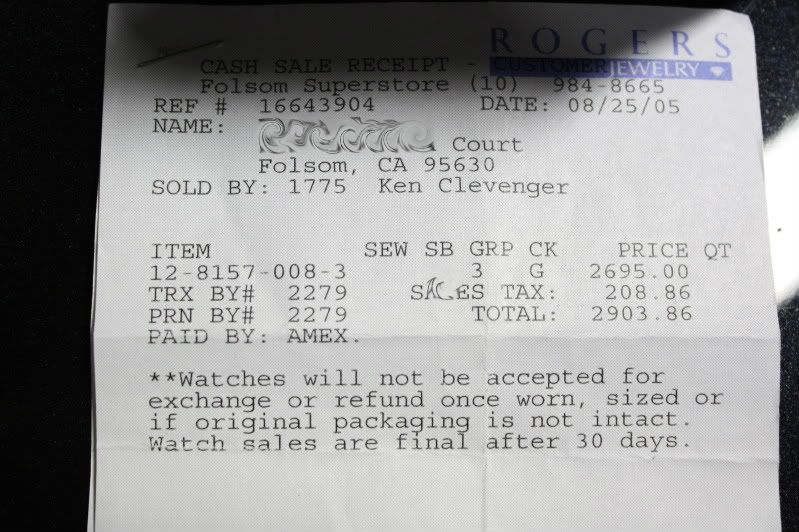 ROGERS
JEWELRY
CASH SALE RECEIPT - CUSTOMER
Folsom Superstore (10) 984-8665
REF # 16643904 DATE: 08/25/05
NAME:
Court
Folsom, CA 95630
SOLD BY: 1775 Ken Clevenger
ITEM SEW SB GRP CK PRICE QT
12-8157-008-3 3 G 2695.00
TRX BY# 2279 SALES TAX: 208.86
PRN BY# 2279 TOTAL: 2903.86
PAID BY: AMEX.
**Watches will not be accepted for
exchange or refund once worn, sized or
if original packaging is not intact.
Watch sales are final after 30 days.